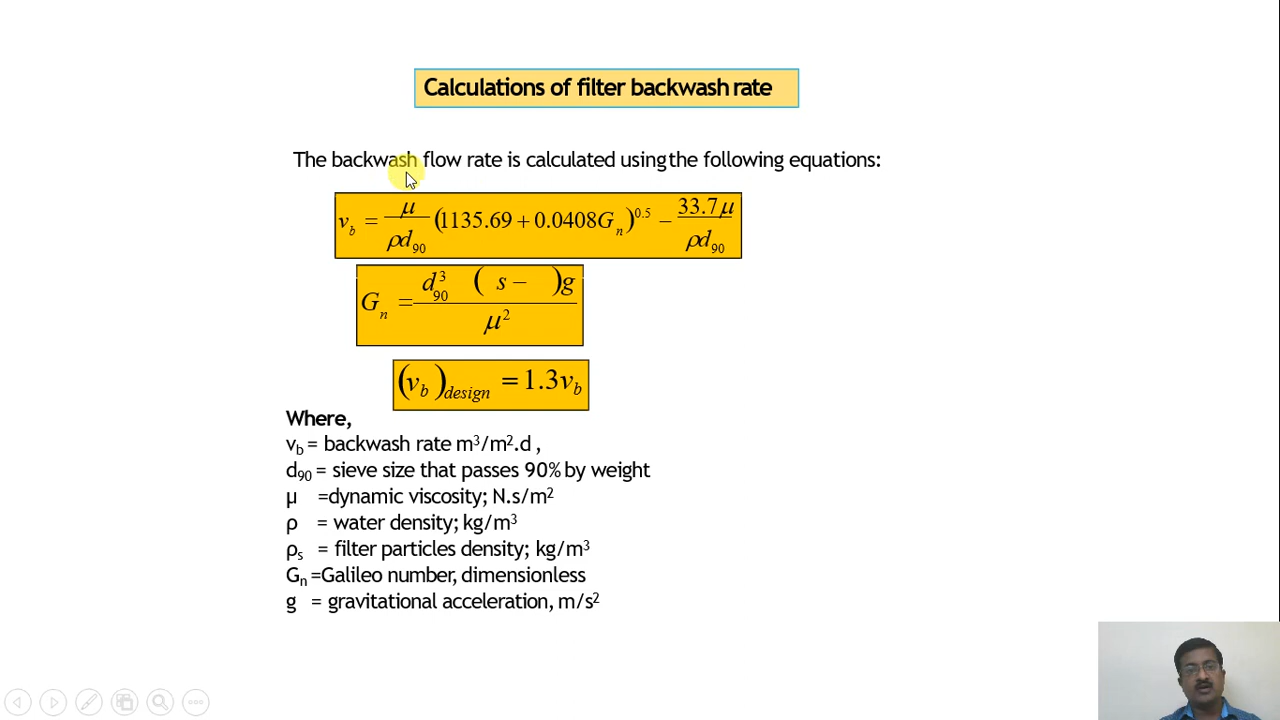 Calculations of filter backwash rate
The backwash flow rate is calculated using the following equations:
v_b = μ/ρd_90 (1135.69 + 0.0408G_n)^0.5 − 33.7μ/ρd_90
G_n = d_90^3 ( s − )g / μ^2
(v_b)_design = 1.3v_b
Where,
v_b = backwash rate m³/m².d ,
d_90 = sieve size that passes 90% by weight
μ =dynamic viscosity; N.s/m²
ρ = water density; kg/m³
ρ_s = filter particles density; kg/m³
G_n =Galileo number, dimensionless
g = gravitational acceleration, m/s²